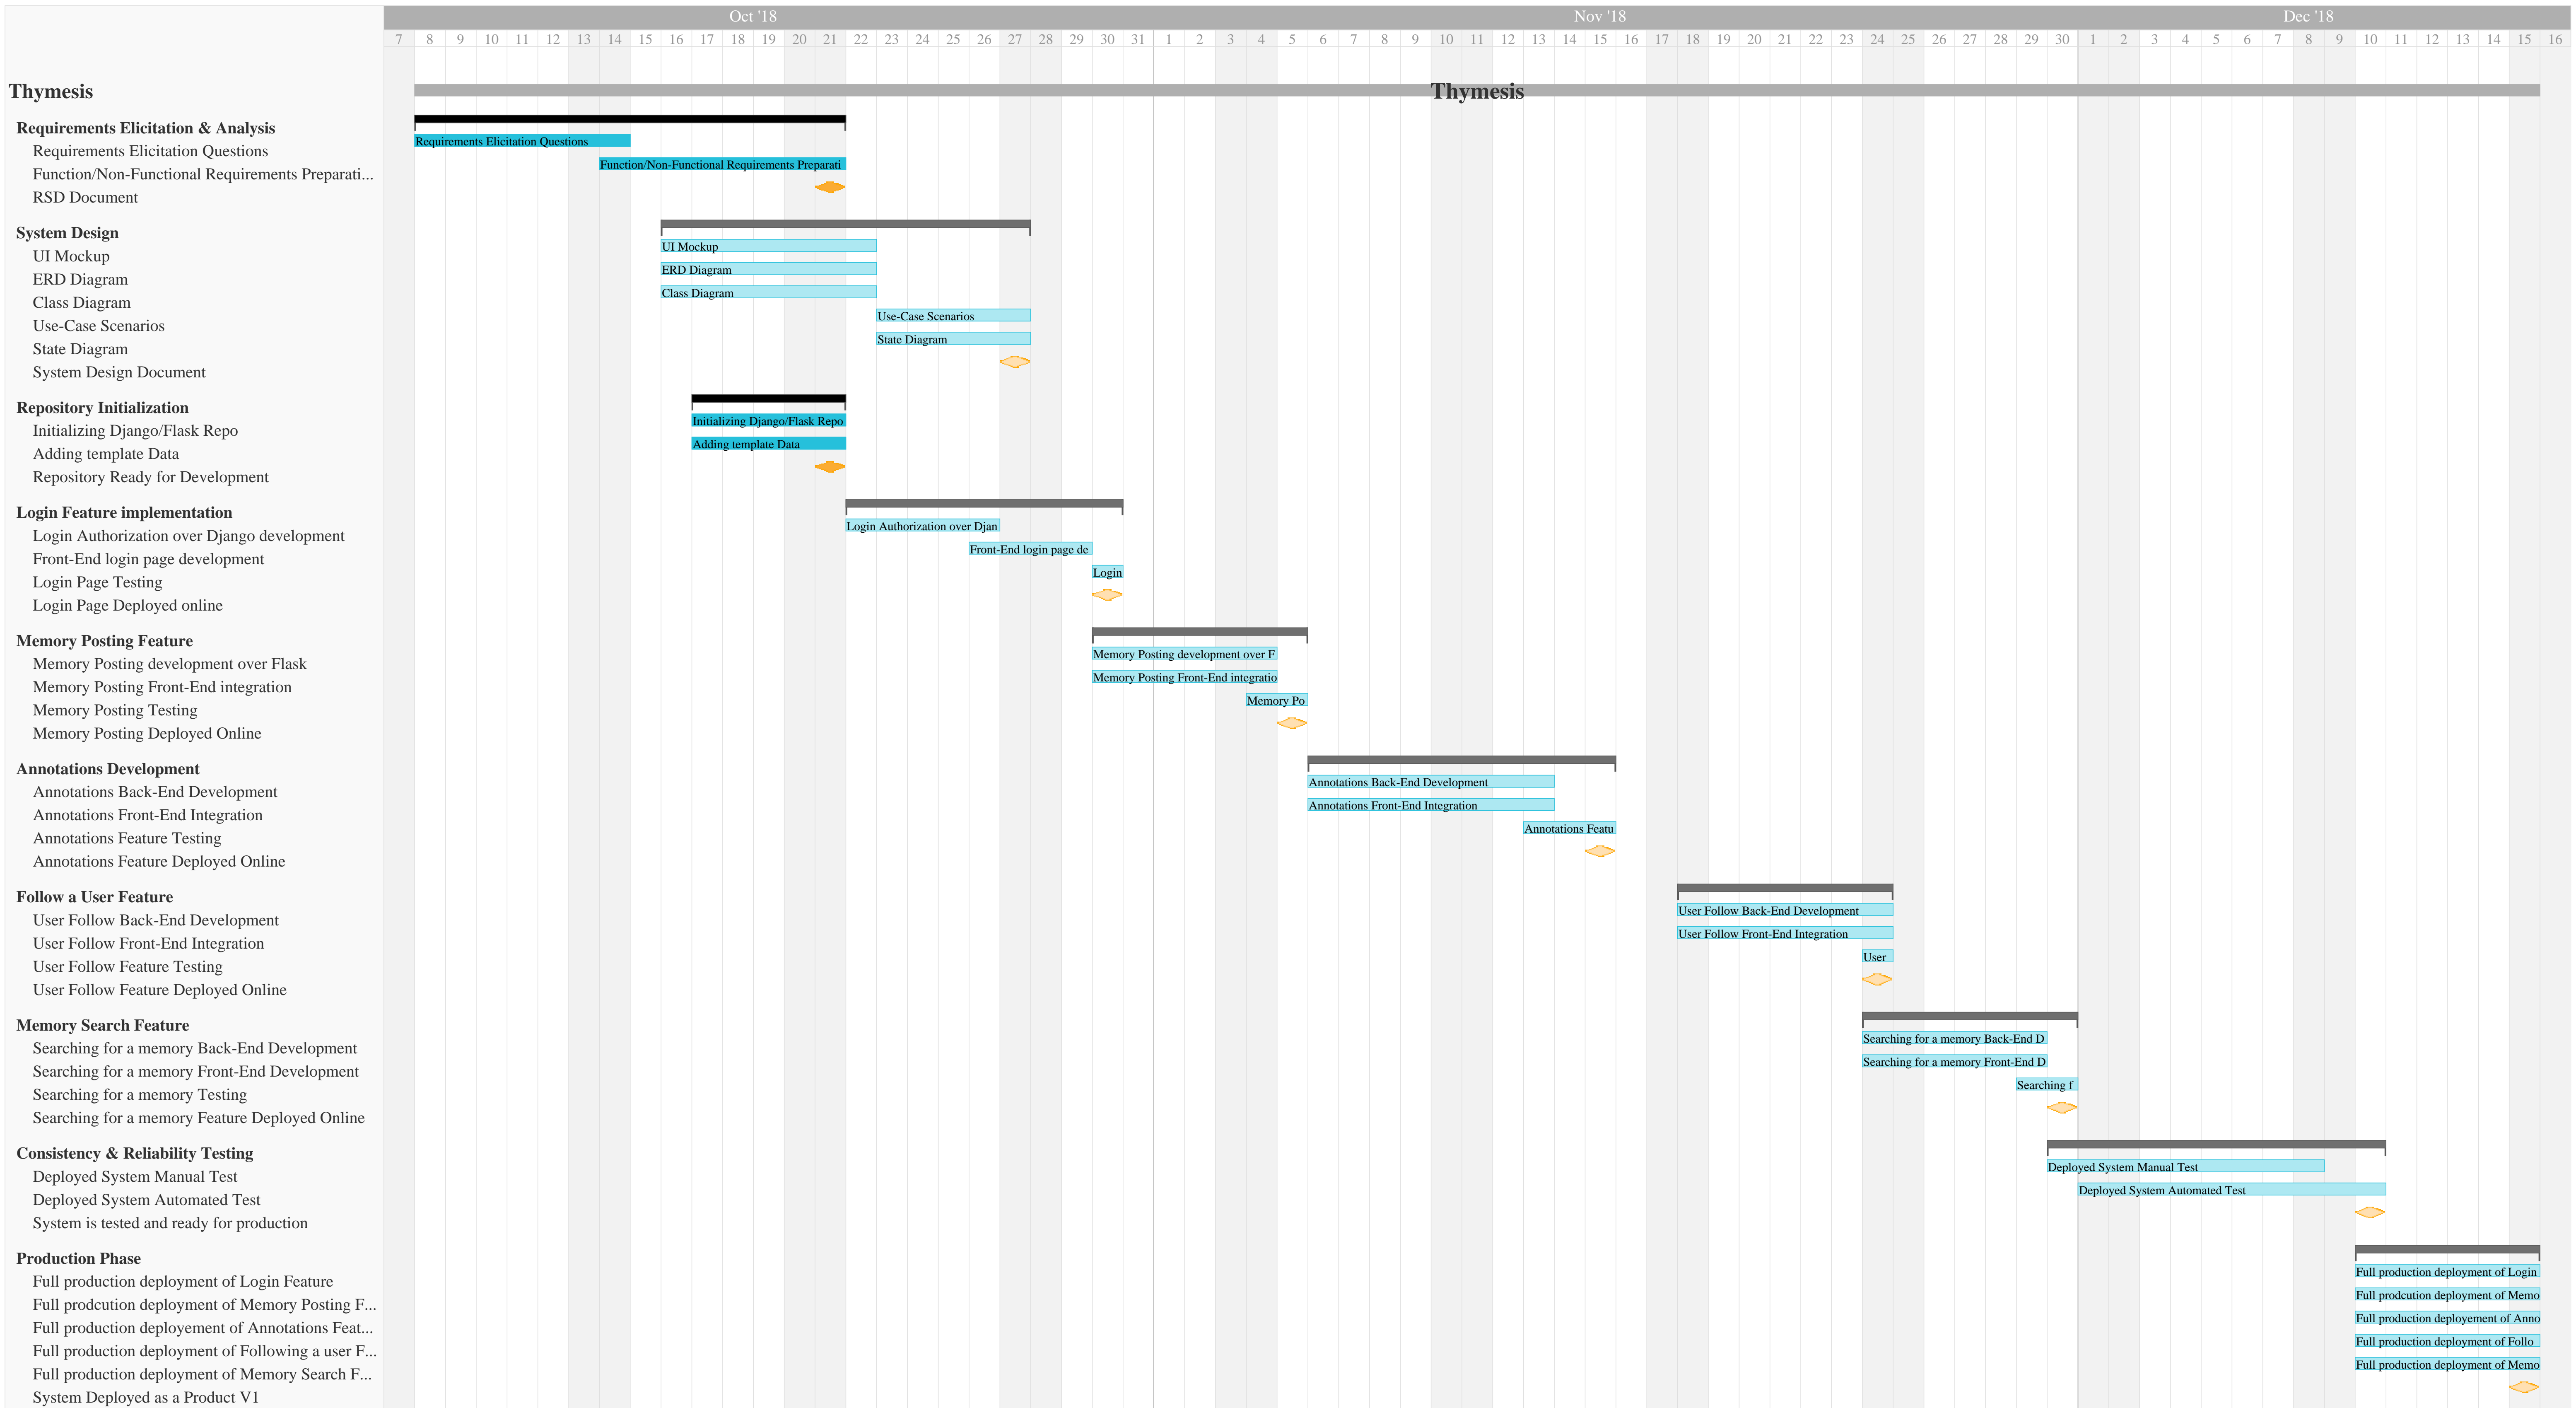 Oct '18 Nov '18 Dec '18
7 8 9 10 11 12 13 14 15 16 17 18 19 20 21 22 23 24 25 26 27 28 29 30 31 1 2 3 4 5 6 7 8 9 10 11 12 13 14 15 16 17 18 19 20 21 22 23 24 25 26 27 28 29 30 1 2 3 4 5 6 7 8 9 10 11 12 13 14 15 16
Thymesis Thymesis
Requirements Elicitation & Analysis
Requirements Elicitation Questions
Requirements Elicitation Questions
Function/Non-Functional Requirements Preparati
Function/Non-Functional Requirements Preparati...
RSD Document
System Design
UI Mockup
UI Mockup
ERD Diagram
ERD Diagram
Class Diagram
Class Diagram
Use-Case Scenarios
Use-Case Scenarios
State Diagram
State Diagram
System Design Document
Repository Initialization
Initializing Django/Flask Repo
Initializing Django/Flask Repo
Adding template Data
Adding template Data
Repository Ready for Development
Login Feature implementation
Login Authorization over Djan
Login Authorization over Django development
Front-End login page de
Front-End login page development
Login
Login Page Testing
Login Page Deployed online
Memory Posting Feature
Memory Posting development over F
Memory Posting development over Flask
Memory Posting Front-End integratio
Memory Posting Front-End integration
Memory Po
Memory Posting Testing
Memory Posting Deployed Online
Annotations Development
Annotations Back-End Development
Annotations Back-End Development
Annotations Front-End Integration
Annotations Front-End Integration
Annotations Featu
Annotations Feature Testing
Annotations Feature Deployed Online
Follow a User Feature
User Follow Back-End Development
User Follow Back-End Development
User Follow Front-End Integration
User Follow Front-End Integration
User
User Follow Feature Testing
User Follow Feature Deployed Online
Memory Search Feature
Searching for a memory Back-End D
Searching for a memory Back-End Development
Searching for a memory Front-End D
Searching for a memory Front-End Development
Searching f
Searching for a memory Testing
Searching for a memory Feature Deployed Online
Consistency & Reliability Testing
Deployed System Manual Test
Deployed System Manual Test
Deployed System Automated Test
Deployed System Automated Test
System is tested and ready for production
Production Phase
Full production deployment of Login
Full production deployment of Login Feature
Full prodcution deployment of Memo
Full prodcution deployment of Memory Posting F...
Full production deployement of Anno
Full production deployement of Annotations Feat...
Full production deployment of Follo
Full production deployment of Following a user F...
Full production deployment of Memo
Full production deployment of Memory Search F...
System Deployed as a Product V1